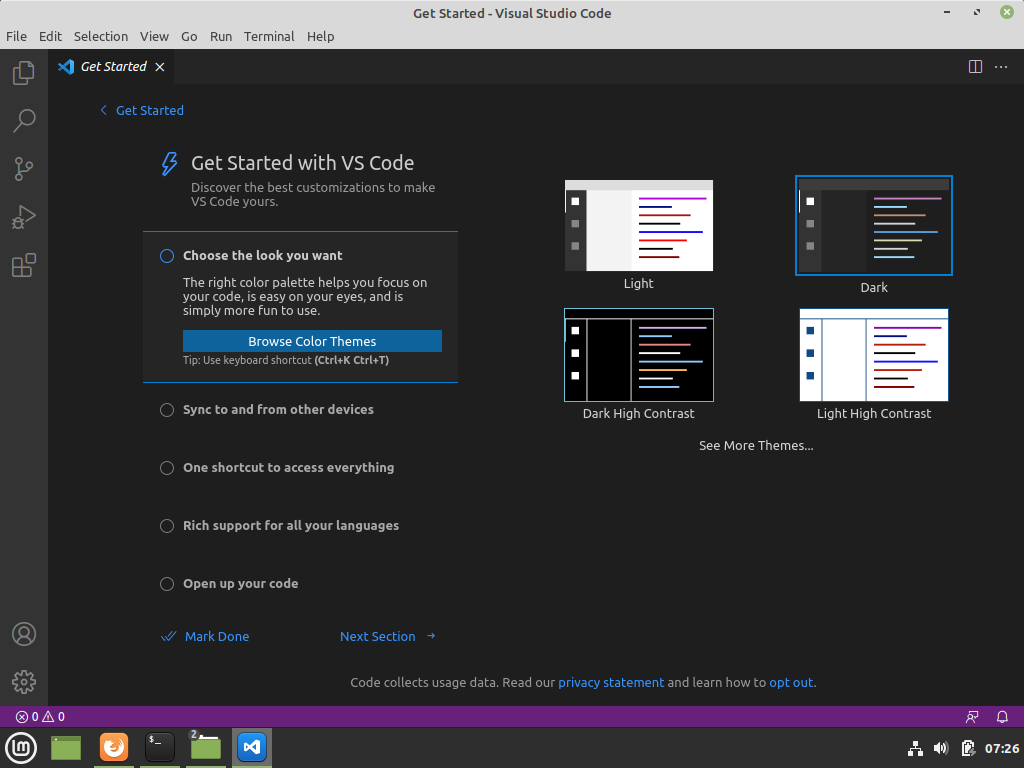 Get Started - Visual Studio Code
File Edit Selection View Go Run Terminal Help
Get Started
Get Started
Get Started with VS Code
Discover the best customizations to make
VS Code yours.
Choose the look you want
The right color palette helps you focus on
your code, is easy on your eyes, and is
simply more fun to use.
Browse Color Themes
Tip: Use keyboard shortcut (Ctrl+K Ctrl+T)
Sync to and from other devices
One shortcut to access everything
Rich support for all your languages
Open up your code
Mark Done
Next Section
Light
Dark
Dark High Contrast
Light High Contrast
See More Themes...
Code collects usage data. Read our privacy statement and learn how to opt out.
0 0
2
07:26